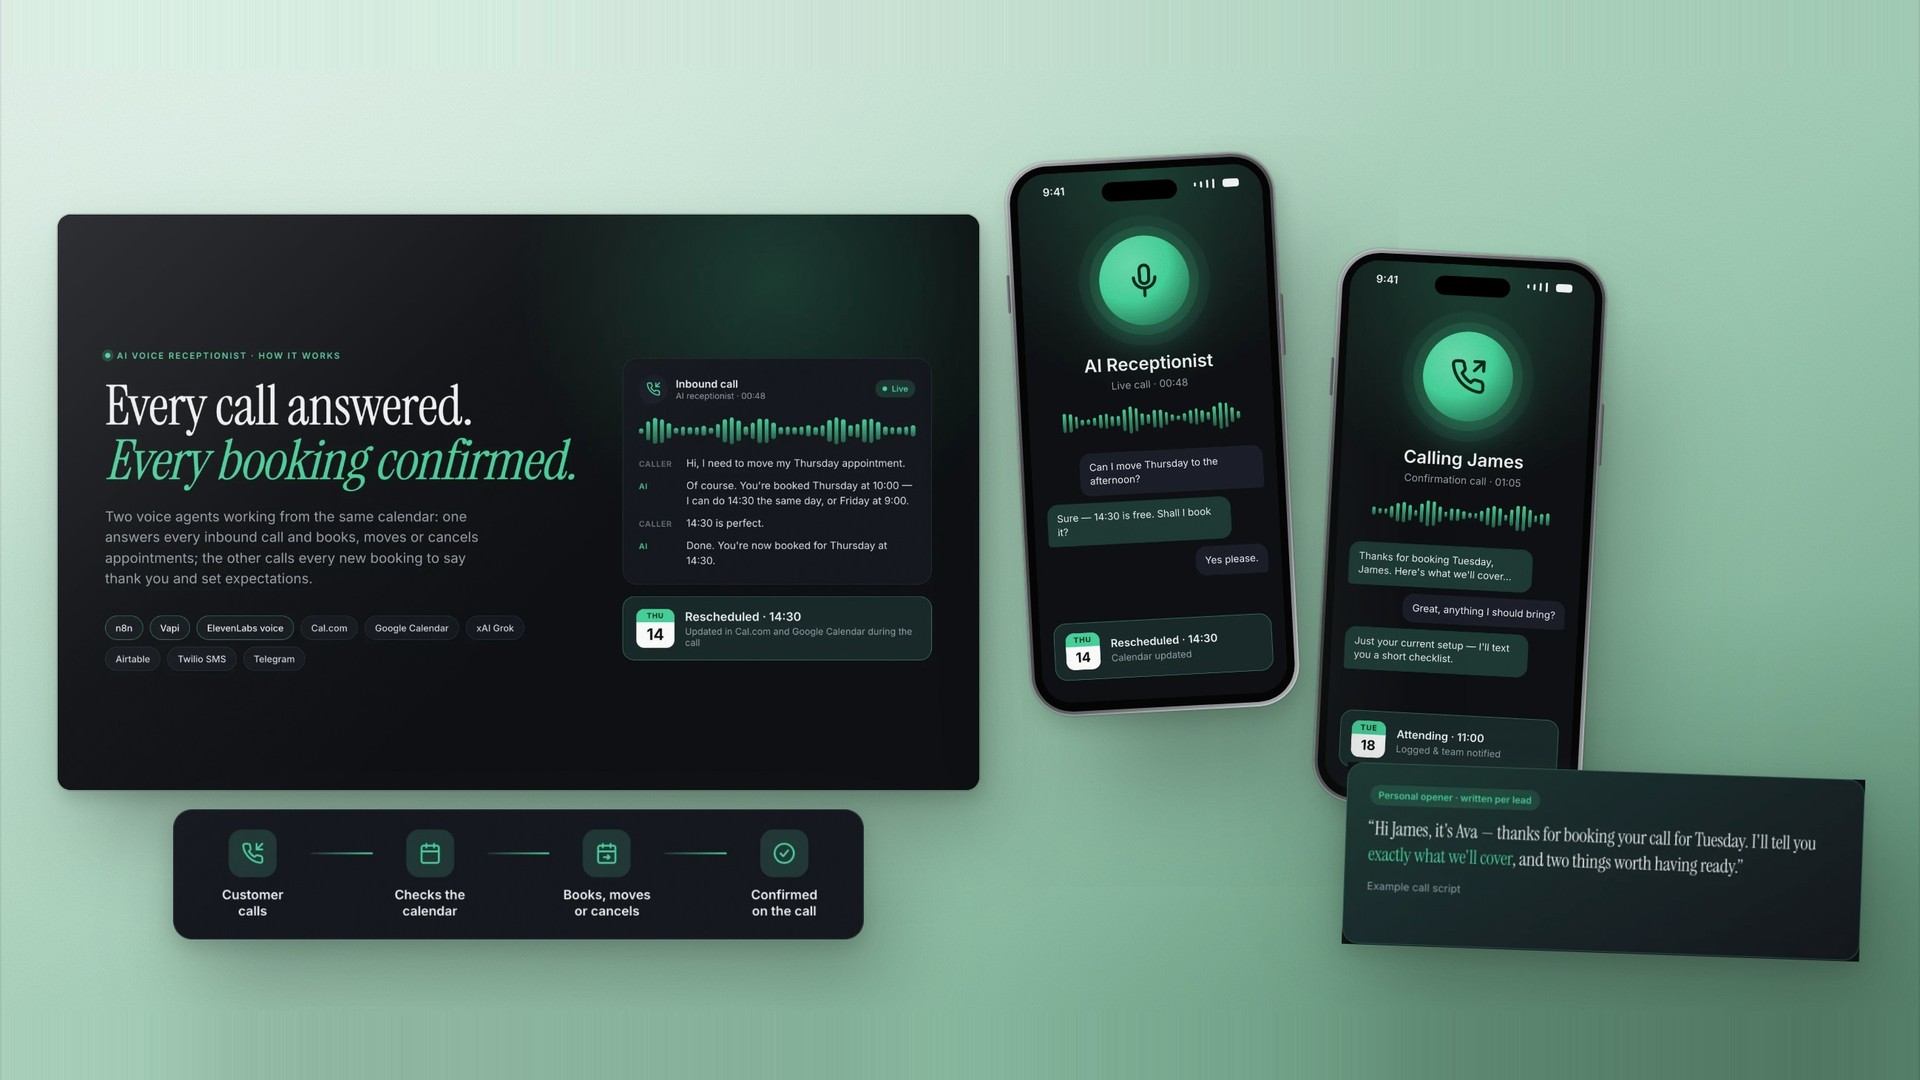 AI VOICE RECEPTIONIST · HOW IT WORKS
Every call answered.
Every booking confirmed.
Two voice agents working from the same calendar: one
answers every inbound call and books, moves or cancels
appointments; the other calls every new booking to say
thank you and set expectations.
n8n Vapi ElevenLabs voice Cal.com Google Calendar xAI Grok
Airtable Twilio SMS Telegram
Inbound call
AI receptionist · 00:48
Live
CALLER Hi, I need to move my Thursday appointment.
AI Of course. You're booked Thursday at 10:00 —
I can do 14:30 the same day, or Friday at 9:00.
CALLER 14:30 is perfect.
AI Done. You're now booked for Thursday at
14:30.
THU
14
Rescheduled · 14:30
Updated in Cal.com and Google Calendar during the
call
Customer
calls
Checks the
calendar
Books, moves
or cancels
Confirmed
on the call
9:41
AI Receptionist
Live call · 00:48
Can I move Thursday to the
afternoon?
Sure — 14:30 is free. Shall I book
it?
Yes please.
THU
14
Rescheduled · 14:30
Calendar updated
9:41
Calling James
Confirmation call · 01:05
Thanks for booking Tuesday,
James. Here's what we'll cover...
Great, anything I should bring?
Just your current setup — I'll text
you a short checklist.
TUE
18
Attending · 11:00
Logged & team notified
Personal opener · written per lead
“Hi James, it's Ava — thanks for booking your call for Tuesday. I'll tell you
exactly what we'll cover, and two things worth having ready.”
Example call script